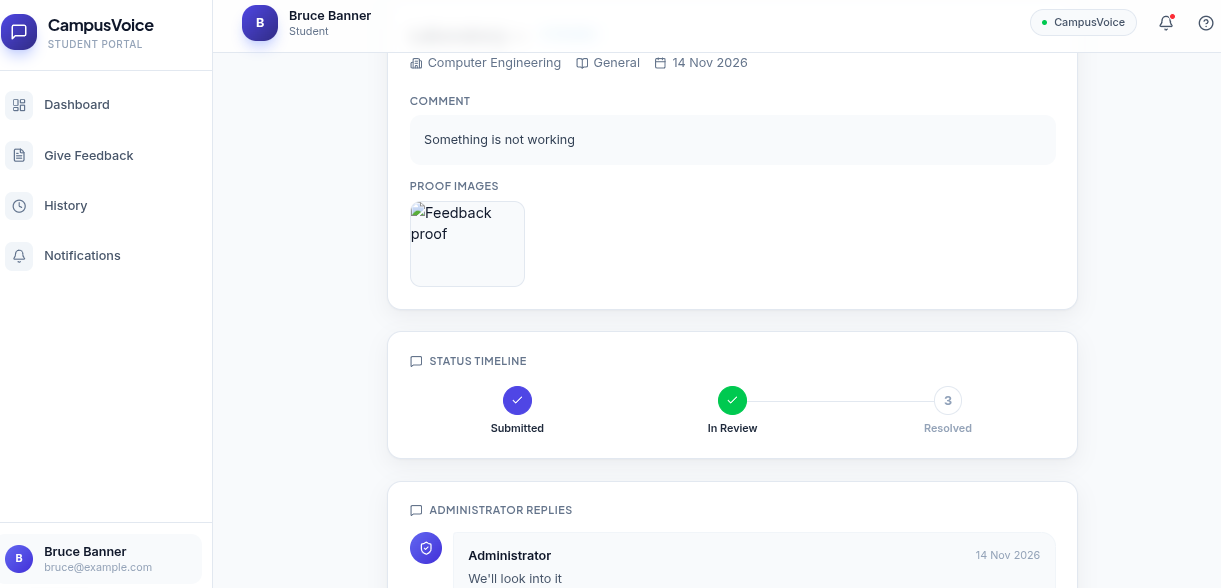 CampusVoice
STUDENT PORTAL
Dashboard
Give Feedback
History
Notifications
B
Bruce Banner
bruce@example.com
B
Bruce Banner
Student
CampusVoice
Computer Engineering
General
14 Nov 2026
COMMENT
Something is not working
PROOF IMAGES
Feedback
proof
STATUS TIMELINE
3
Submitted
In Review
Resolved
ADMINISTRATOR REPLIES
Administrator
14 Nov 2026
We'll look into it